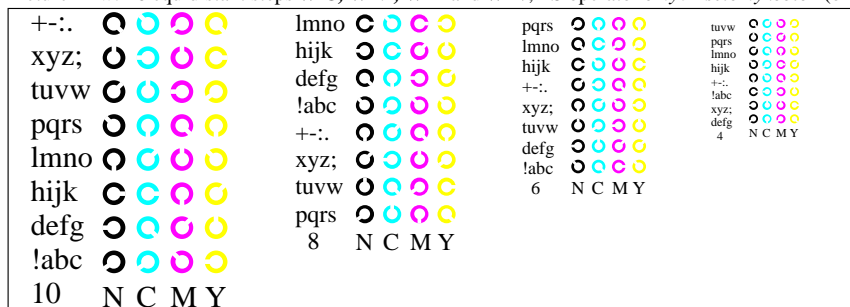 +-:.
xyz;
tuvw
pqrs
lmno
hijk
defg
!abc
10 N C M Y
lmno
hijk
defg
!abc
+-:.
xyz;
tuvw
pqrs
8 N C M Y
pqrs
lmno
hijk
+-:.
xyz;
tuvw
defg
!abc
6 N C M Y
tuvw
pqrs
lmno
hijk
+-:.
!abc
xyz;
defg
4 N C M Y